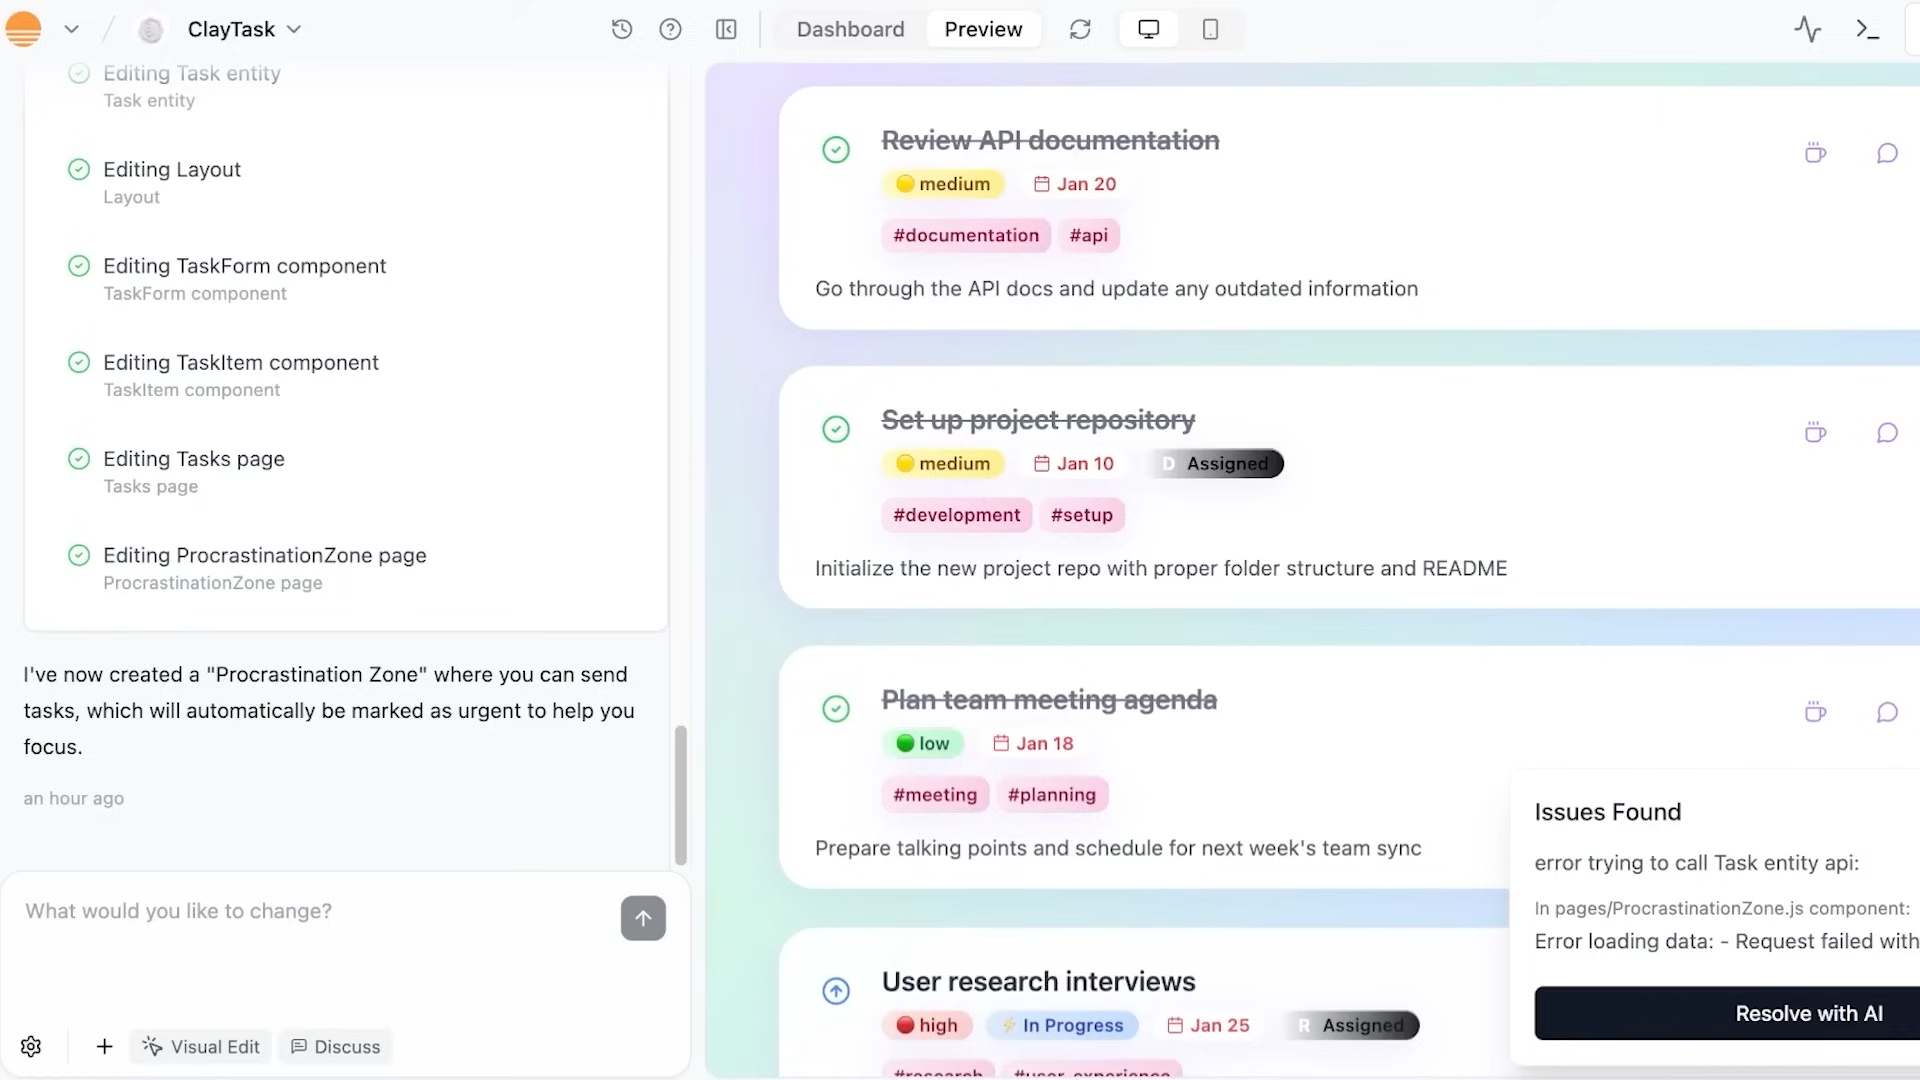 ClayTask
Dashboard
Preview
Editing Task entity
Task entity
Editing Layout
Layout
Editing TaskForm component
TaskForm component
Editing TaskItem component
TaskItem component
Editing Tasks page
Tasks page
Editing ProcrastinationZone page
ProcrastinationZone page
I've now created a "Procrastination Zone" where you can send
tasks, which will automatically be marked as urgent to help you
focus.
an hour ago
What would you like to change?
Visual Edit
Discuss
Review API documentation
medium Jan 20
#documentation #api
Go through the API docs and update any outdated information
Set up project repository
medium Jan 10 D Assigned
#development #setup
Initialize the new project repo with proper folder structure and README
Plan team meeting agenda
low Jan 18
#meeting #planning
Prepare talking points and schedule for next week's team sync
User research interviews
high In Progress Jan 25 R Assigned
#research #user-experience
Issues Found
error trying to call Task entity api:
In pages/ProcrastinationZone.js component:
Error loading data: - Request failed with
Resolve with AI